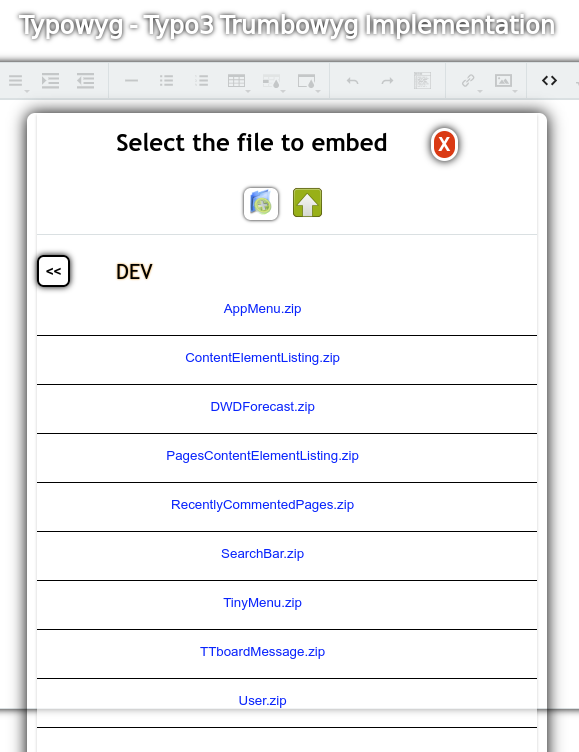 Typowyg - Typo3 Trumbowyg Implementation
<>
Select the file to embed
X
<<
DEV
AppMenu.zip
ContentElementListing.zip
DWDForecast.zip
PagesContentElementListing.zip
RecentlyCommentedPages.zip
SearchBar.zip
TinyMenu.zip
TTboardMessage.zip
User.zip